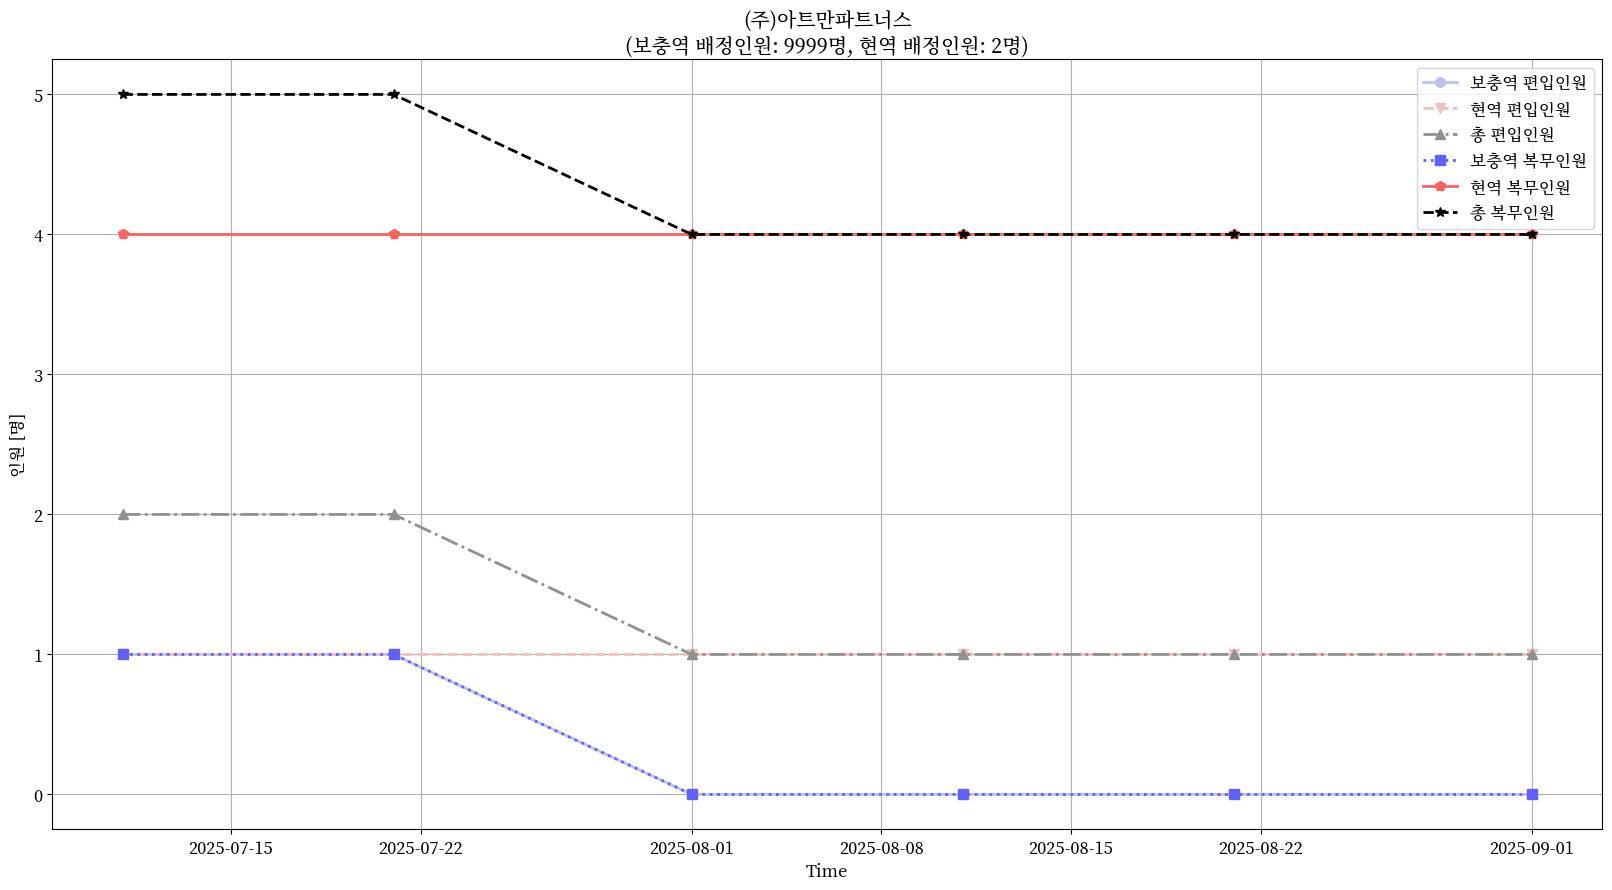 (주)아트만파트너스
(보충역 배정인원: 9999명, 현역 배정인원: 2명)
보충역 편입인원
현역 편입인원
총 편입인원
보충역 복무인원
현역 복무인원
총 복무인원
인원 [명]
5
4
3
2
1
0
2025-07-15
2025-07-22
2025-08-01
2025-08-08
2025-08-15
2025-08-22
2025-09-01
Time